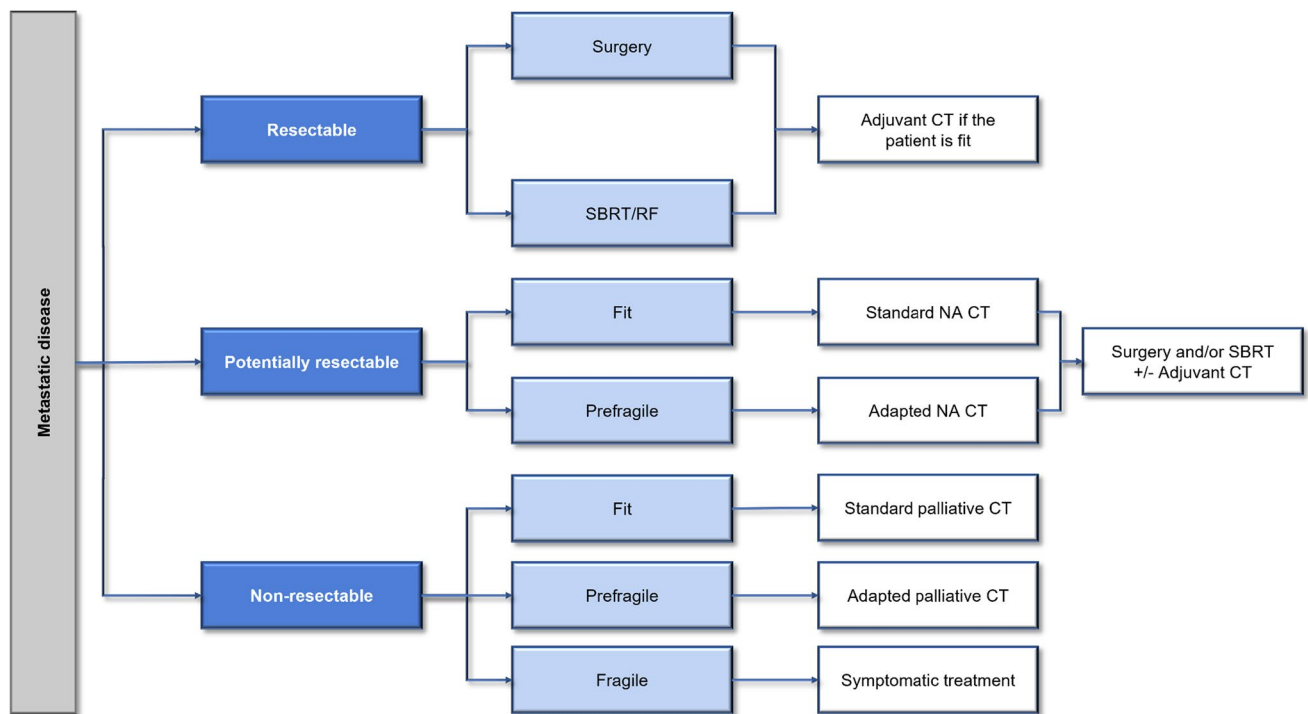 Metastatic disease
Resectable
Surgery
SBRT/RF
Adjuvant CT if the
patient is fit
Potentially resectable
Fit
Standard NA CT
Prefragile
Adapted NA CT
Surgery and/or SBRT
+/- Adjuvant CT
Non-resectable
Fit
Standard palliative CT
Prefragile
Adapted palliative CT
Fragile
Symptomatic treatment